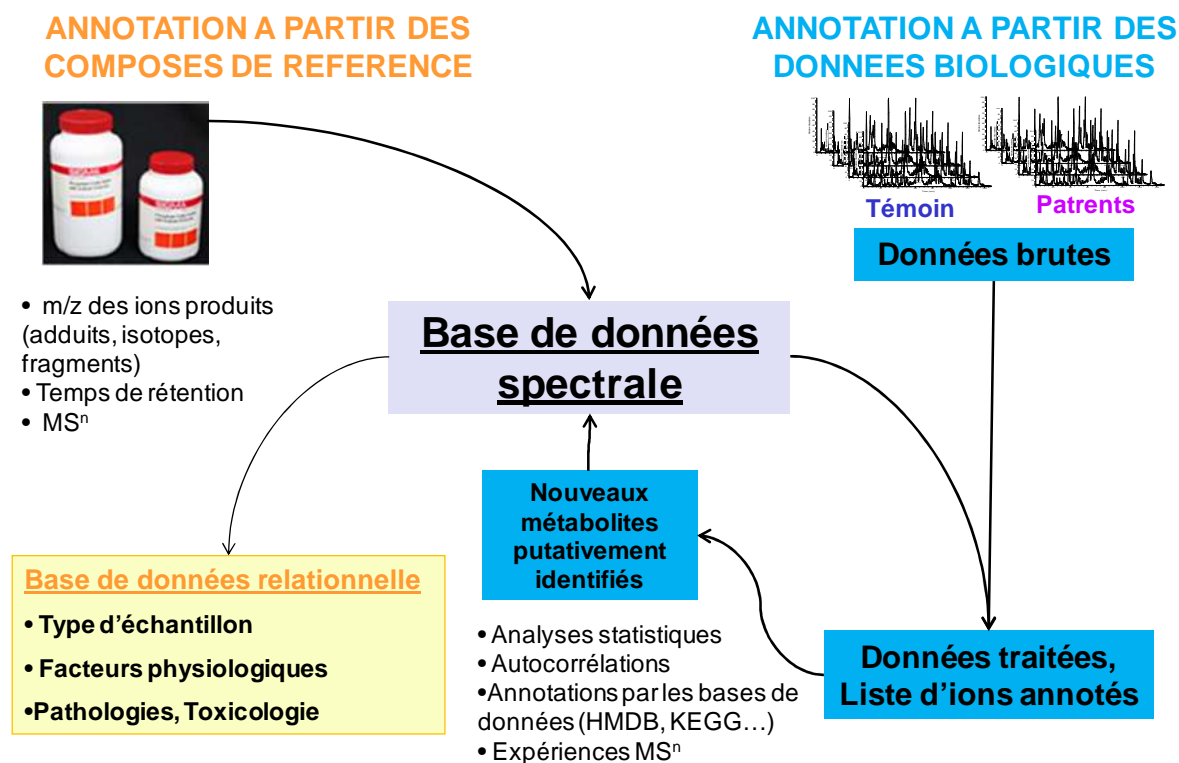 ANNOTATION A PARTIR DES
COMPOSES DE REFERENCE
ANNOTATION A PARTIR DES
DONNEES BIOLOGIQUES
SIGMA
SIGMA
Témoin
Patrents
Données brutes
• m/z des ions produits
(adduits, isotopes,
fragments)
• Temps de rétention
• MSⁿ
Base de données
spectrale
Nouveaux
métabolites
putativement
identifiés
Base de données relationnelle
• Type d’échantillon
• Facteurs physiologiques
•Pathologies, Toxicologie
• Analyses statistiques
• Autocorrélations
•Annotations par les bases de
données (HMDB, KEGG…)
• Expériences MSⁿ
Données traitées,
Liste d’ions annotés